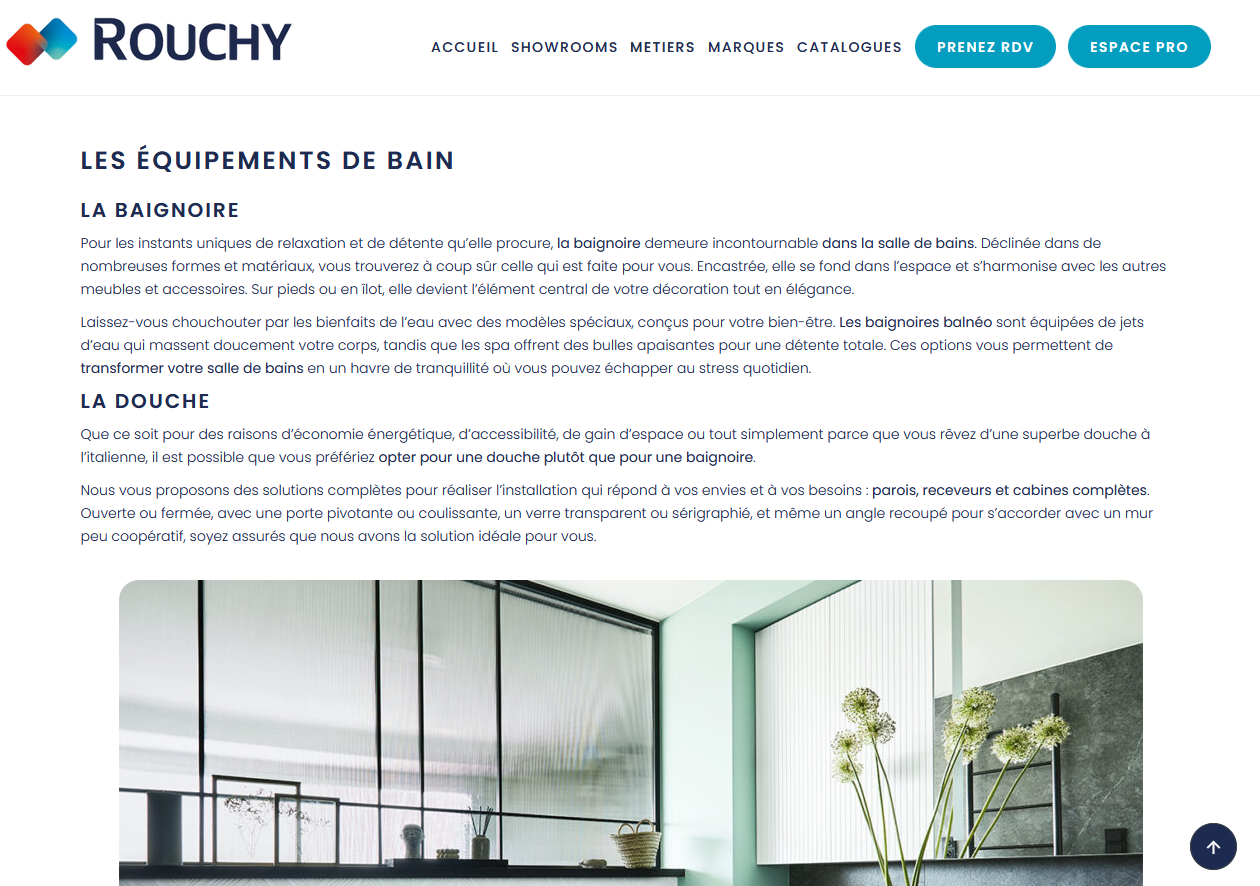 ROUCHY
ACCUEIL SHOWROOMS METIERS MARQUES CATALOGUES PRENEZ RDV ESPACE PRO
LES ÉQUIPEMENTS DE BAIN
LA BAIGNOIRE
Pour les instants uniques de relaxation et de détente qu’elle procure, la baignoire demeure incontournable dans la salle de bains. Déclinée dans de
nombreuses formes et matériaux, vous trouverez à coup sûr celle qui est faite pour vous. Encastrée, elle se fond dans l’espace et s’harmonise avec les autres
meubles et accessoires. Sur pieds ou en îlot, elle devient l’élément central de votre décoration tout en élégance.
Laissez-vous chouchouter par les bienfaits de l’eau avec des modèles spéciaux, conçus pour votre bien-être. Les baignoires balnéo sont équipées de jets
d’eau qui massent doucement votre corps, tandis que les spa offrent des bulles apaisantes pour une détente totale. Ces options vous permettent de
transformer votre salle de bains en un havre de tranquillité où vous pouvez échapper au stress quotidien.
LA DOUCHE
Que ce soit pour des raisons d’économie énergétique, d’accessibilité, de gain d’espace ou tout simplement parce que vous rêvez d’une superbe douche à
l’italienne, il est possible que vous préfériez opter pour une douche plutôt que pour une baignoire.
Nous vous proposons des solutions complètes pour réaliser l’installation qui répond à vos envies et à vos besoins : parois, receveurs et cabines complètes.
Ouverte ou fermée, avec une porte pivotante ou coulissante, un verre transparent ou sérigraphié, et même un angle recoupé pour s’accorder avec un mur
peu coopératif, soyez assurés que nous avons la solution idéale pour vous.